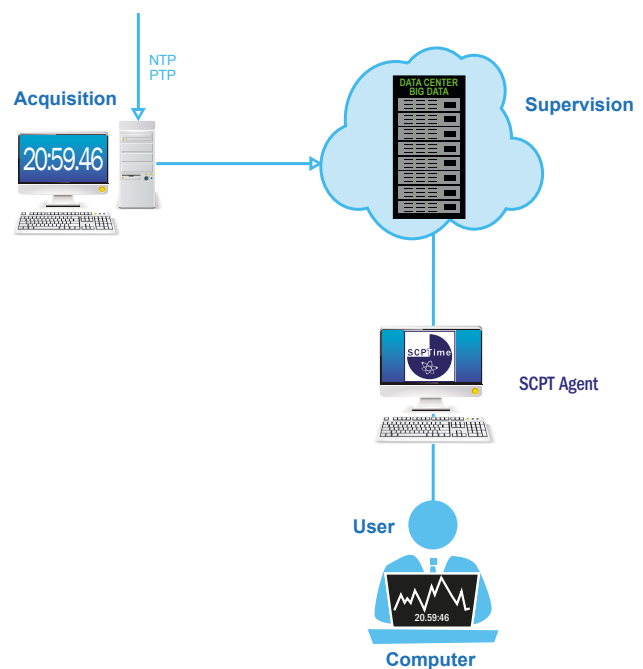 NTP
PTP
Acquisition
20:59.46
DATA CENTER
BIG DATA
Supervision
SCPTime
SCPT Agent
User
20.59:46
Computer